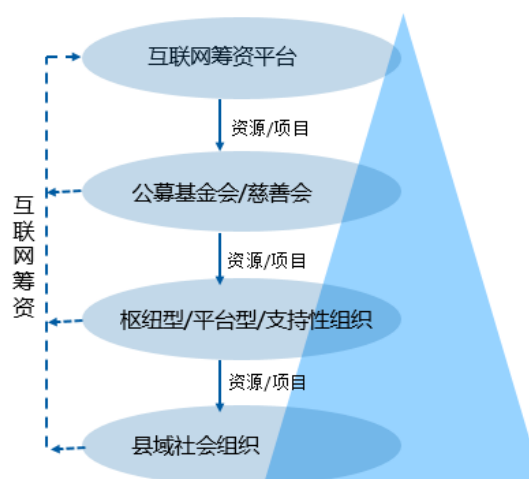 互联网筹资平台
资源/项目
公募基金会/慈善会
资源/项目
互联网筹资
枢纽型/平台型/支持性组织
资源/项目
县域社会组织